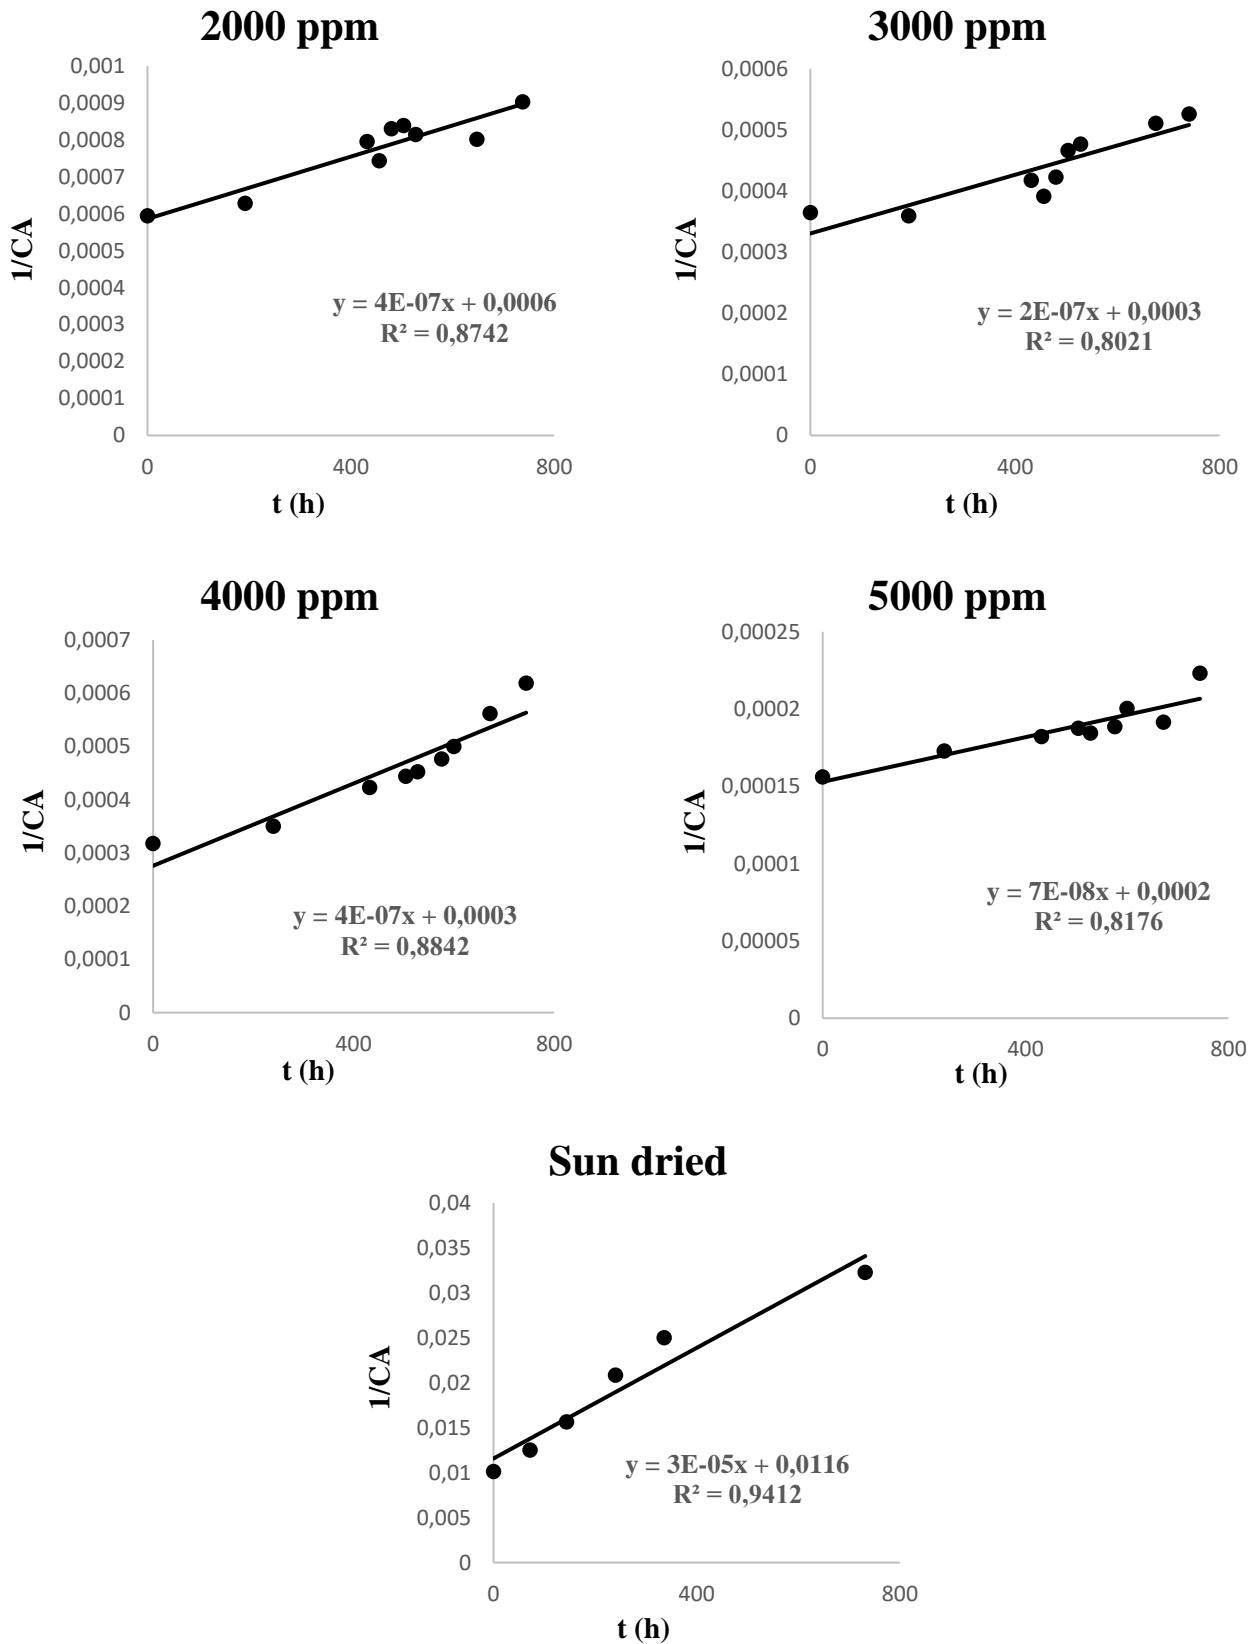 2000 ppm
0,001
0,0009
0,0008
0,0007
0,0006
0,0005
0,0004
0,0003
0,0002
0,0001
0
1/CA
y = 4E-07x + 0,0006
R² = 0,8742
0 400 800
t (h)
3000 ppm
0,0006
0,0005
0,0004
0,0003
0,0002
0,0001
0
1/CA
y = 2E-07x + 0,0003
R² = 0,8021
0 400 800
t (h)
4000 ppm
0,0007
0,0006
0,0005
0,0004
0,0003
0,0002
0,0001
0
1/CA
y = 4E-07x + 0,0003
R² = 0,8842
0 400 800
t (h)
5000 ppm
0,00025
0,0002
0,00015
0,0001
0,00005
0
1/CA
y = 7E-08x + 0,0002
R² = 0,8176
0 400 800
t (h)
Sun dried
0,04
0,035
0,03
0,025
0,02
0,015
0,01
0,005
0
1/CA
y = 3E-05x + 0,0116
R² = 0,9412
0 400 800
t (h)